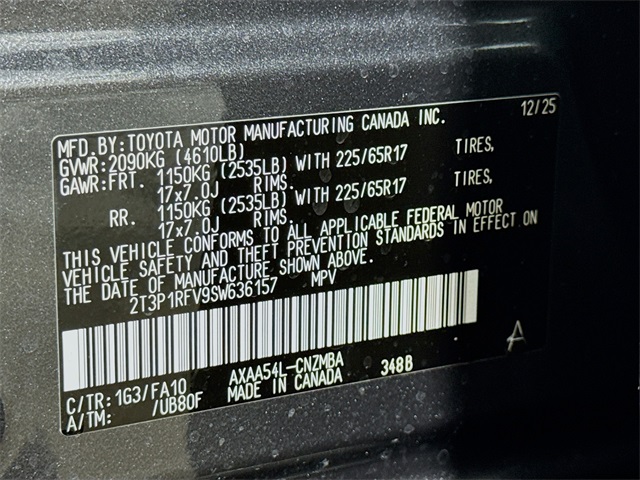 MFD.BY:TOYOTA MOTOR MANUFACTURING CANADA INC. 12/25
GVWR:2090KG (4610LB)
GAWR:FRT. 1150KG (2535LB) WITH 225/65R17 TIRES,
17x7.0J RIMS.
RR. 1150KG (2535LB) WITH 225/65R17 TIRES,
17x7.0J RIMS.
THIS VEHICLE CONFORMS TO ALL APPLICABLE FEDERAL MOTOR
VEHICLE SAFETY AND THEFT PREVENTION STANDARDS IN EFFECT ON
THE DATE OF MANUFACTURE SHOWN ABOVE.
2T3P1RFV9SW636157 MPV
A
C/TR:1G3/FA10 AXAA54L-CNZMBA 348B
A/TM: /UB80F MADE IN CANADA